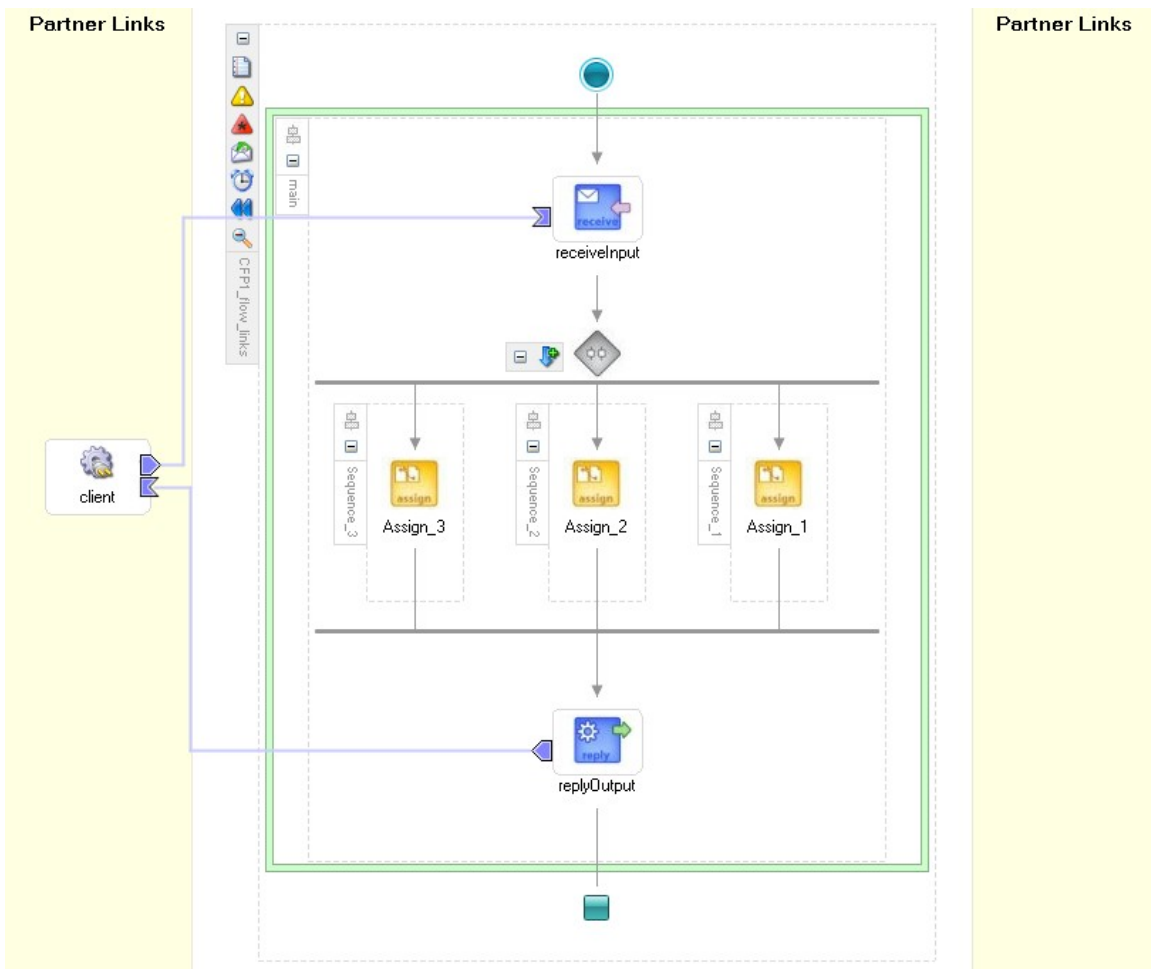 Partner Links
Partner Links
main
receive
receiveInput
CFP1_flow_links
client
Sequence_3
assign
Assign_3
Sequence_2
assign
Assign_2
Sequence_1
assign
Assign_1
reply
replyOutput